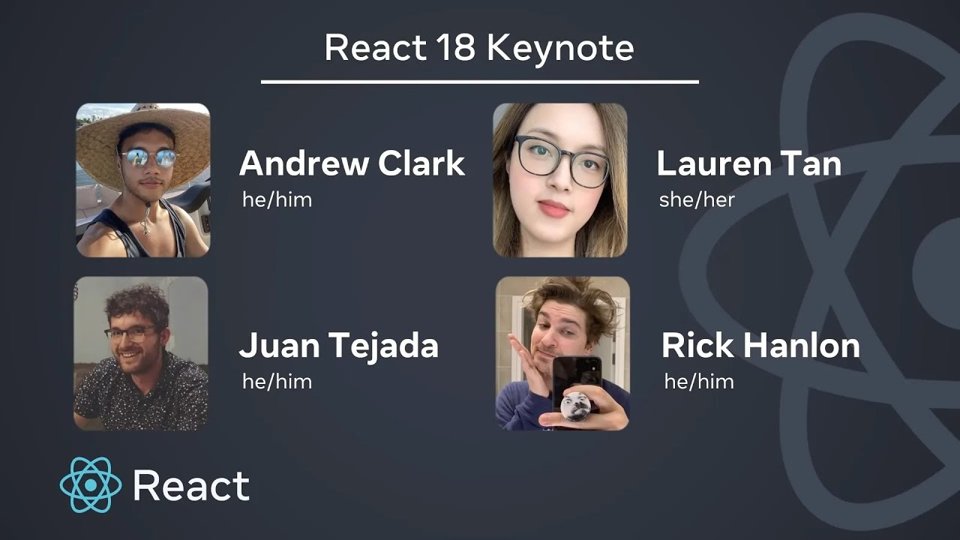 React 18 Keynote
Andrew Clark
he/him
Lauren Tan
she/her
Juan Tejada
he/him
Rick Hanlon
he/him
React